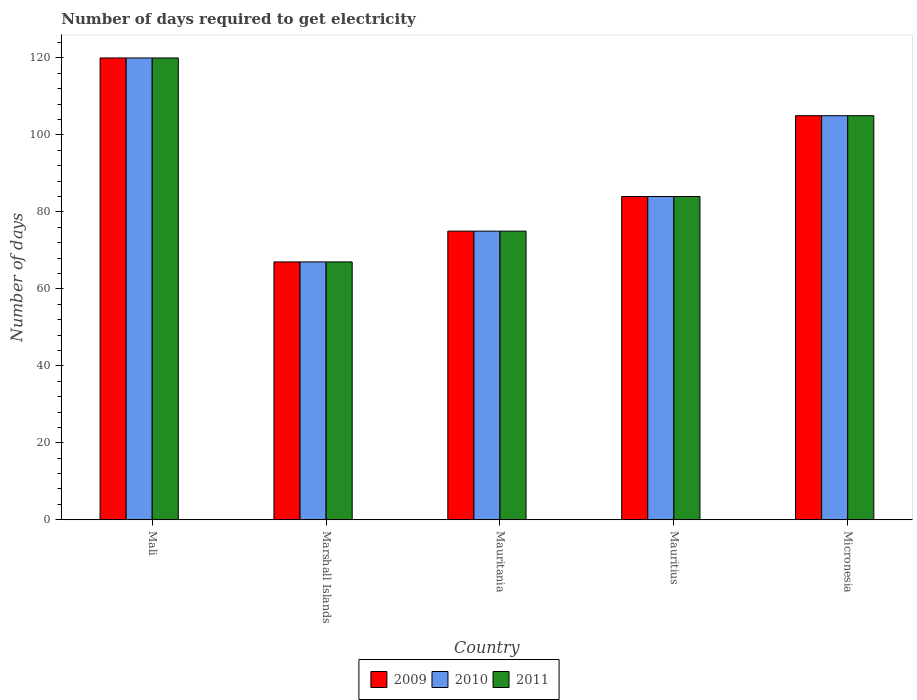 Number of days required to get electricity
Number of days
120
100
80
60
40
20
0
Mali
Marshall Islands
Mauritania
Mauritius
Micronesia
Country
2009
2010
2011